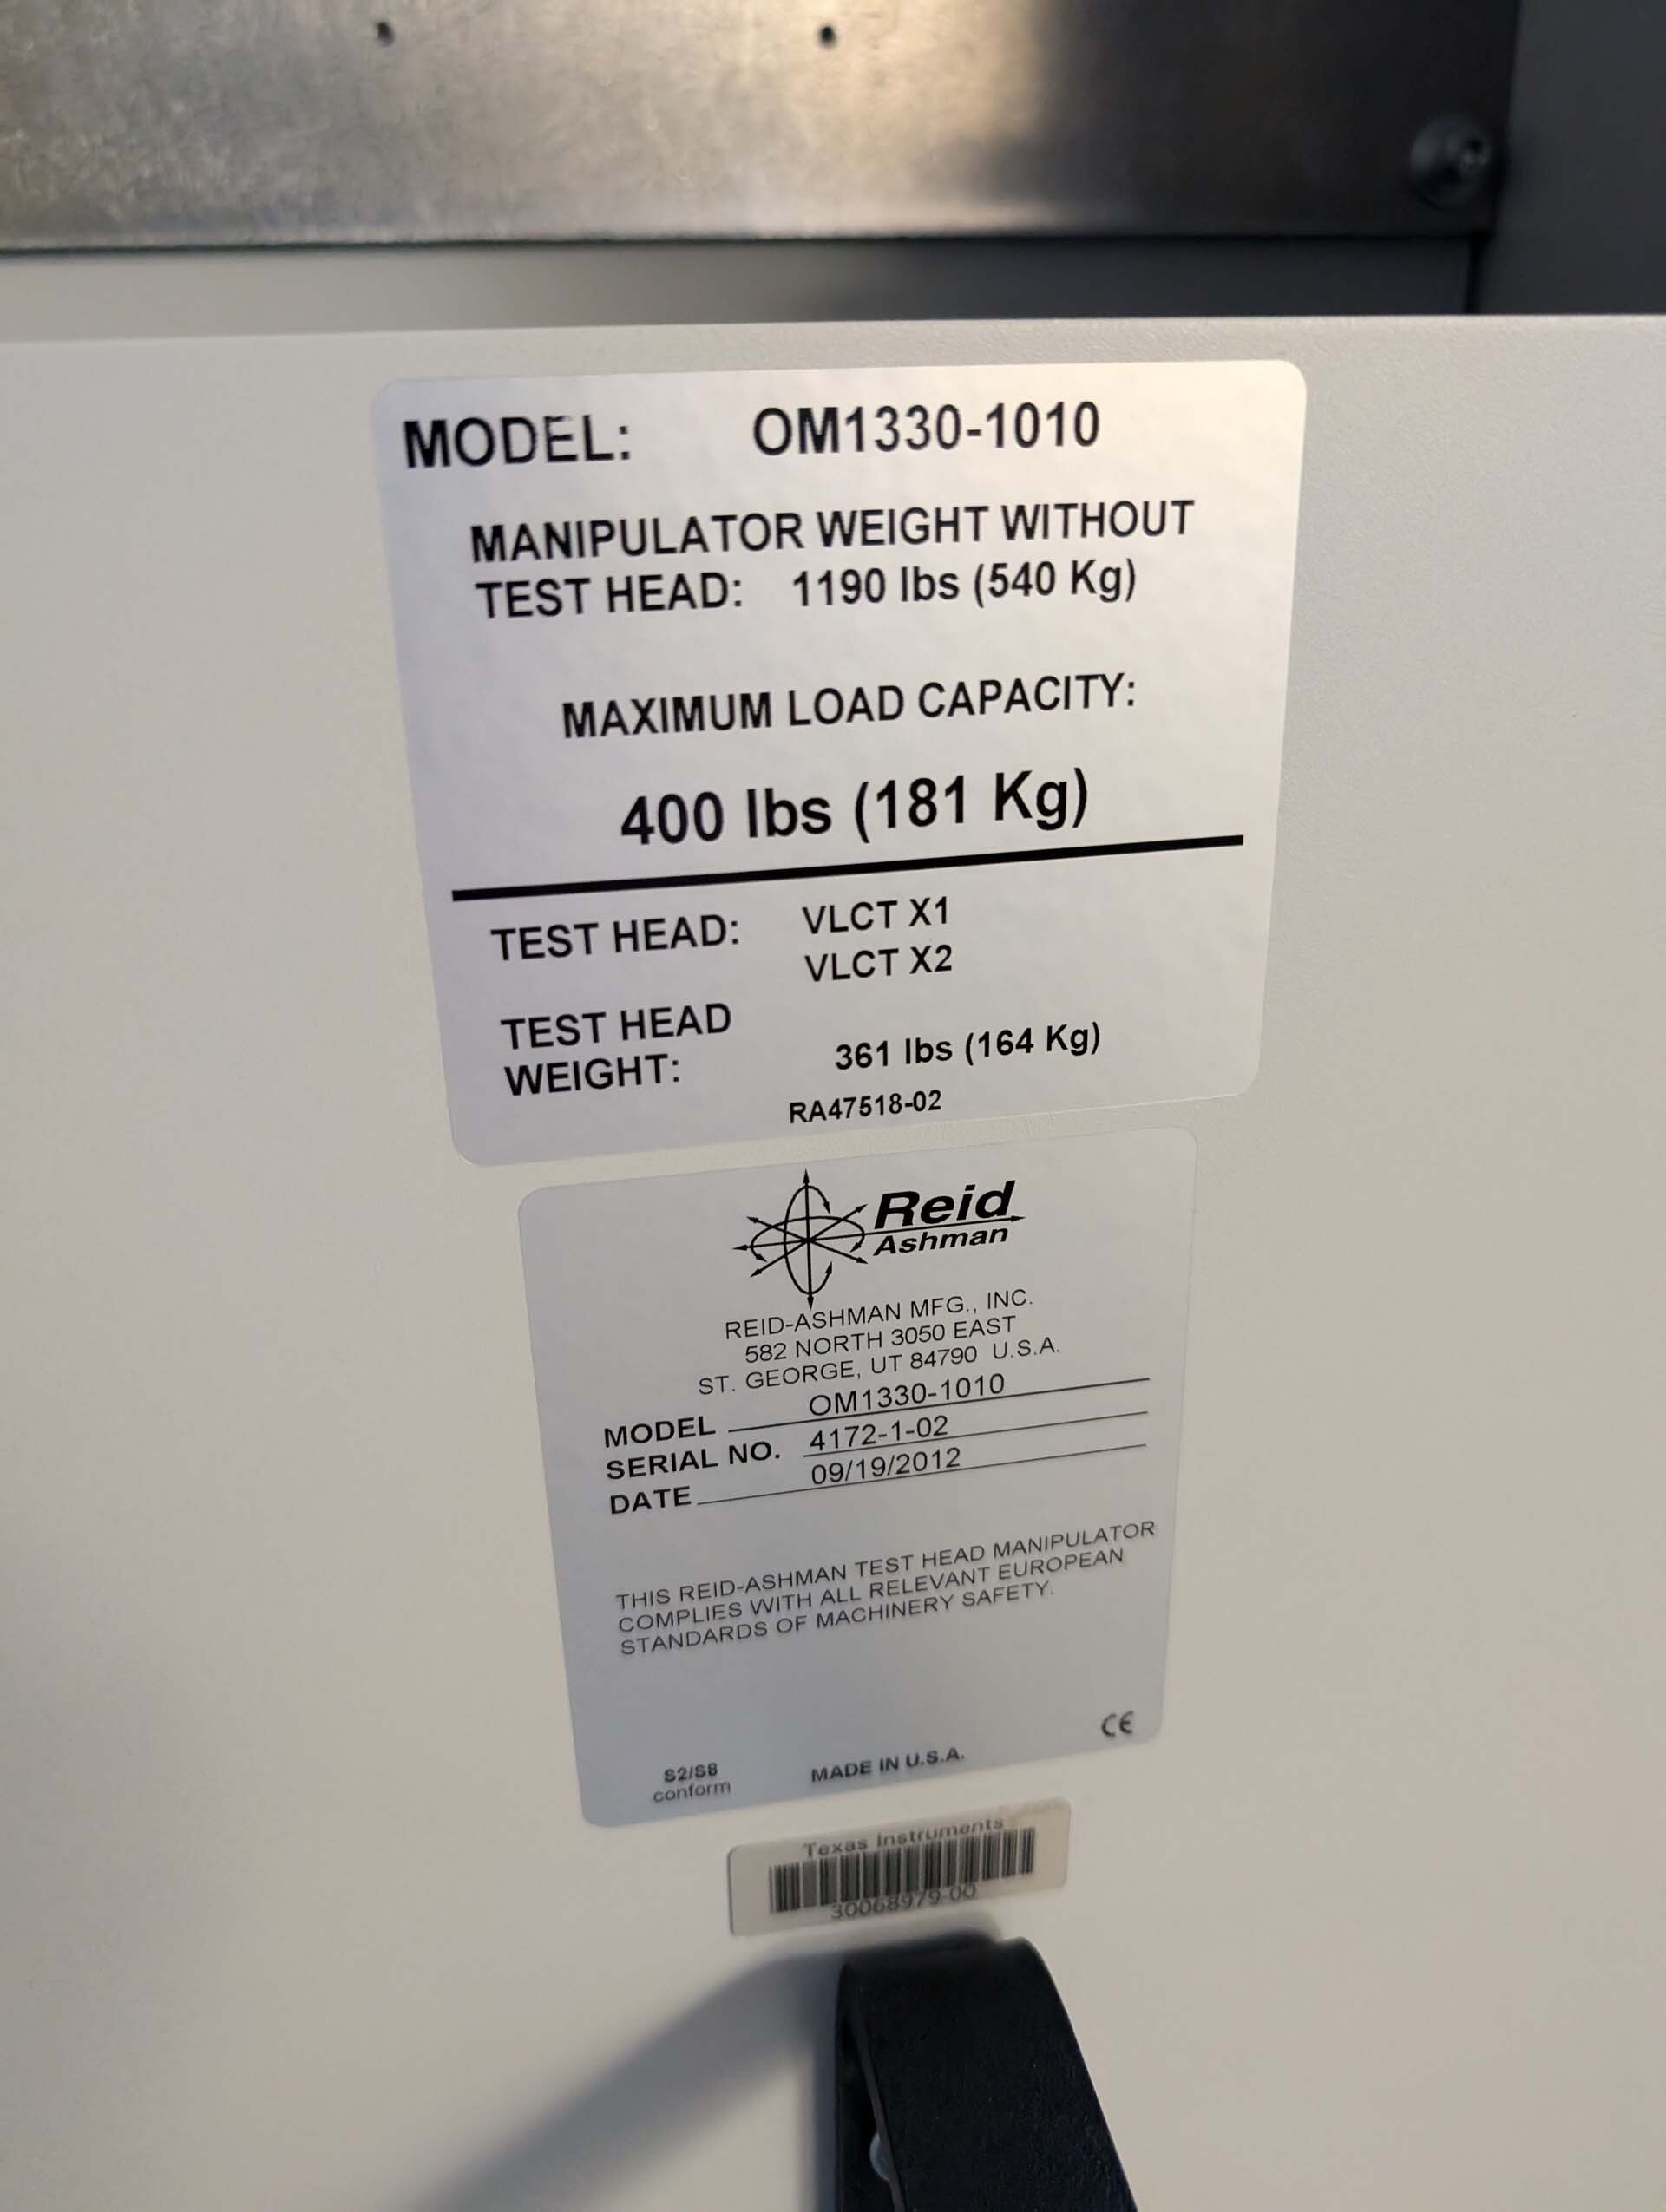 MODEL: OM1330-1010
MANIPULATOR WEIGHT WITHOUT
TEST HEAD: 1190 lbs (540 Kg)
MAXIMUM LOAD CAPACITY:
400 lbs (181 Kg)
TEST HEAD: VLCT X1
VLCT X2
TEST HEAD
WEIGHT: 361 lbs (164 Kg)
RA47518-02
Reid
Ashman
REID-ASHMAN MFG., INC.
582 NORTH 3050 EAST
ST. GEORGE, UT 84790 U.S.A.
MODEL OM1330-1010
SERIAL NO. 4172-1-02
DATE 09/19/2012
THIS REID-ASHMAN TEST HEAD MANIPULATOR
COMPLIES WITH ALL RELEVANT EUROPEAN
STANDARDS OF MACHINERY SAFETY.
CE
S2/S8
conform
MADE IN U.S.A.
Texas Instruments
30068979-00